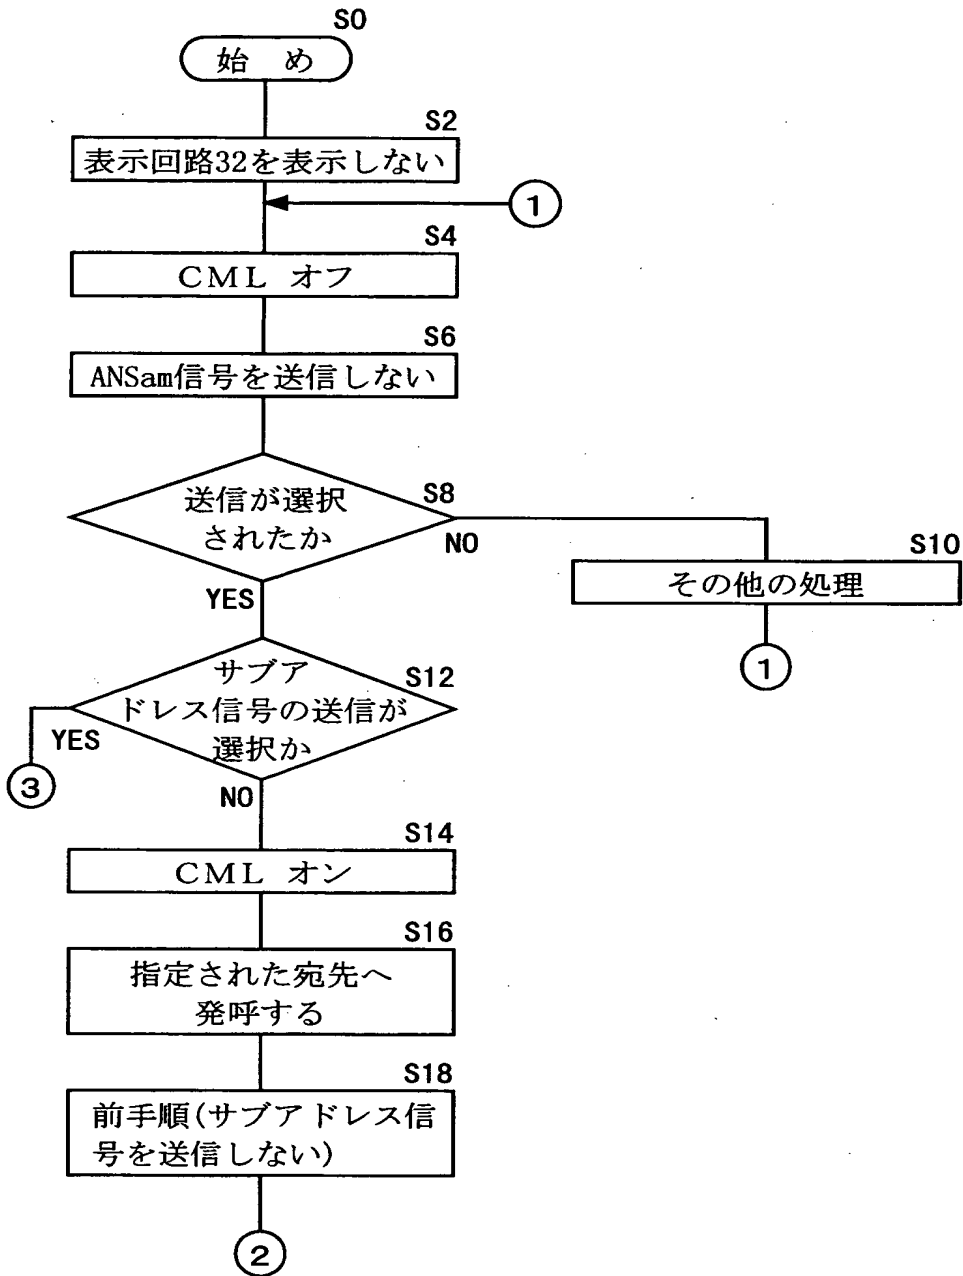 S0
始 め
S2
表示回路32を表示しない
1
S4
CML オフ
S6
ANSam信号を送信しない
S8
送信が選択
されたか
NO
YES
S10
その他の処理
1
S12
サブア
ドレス信号の送信が
選択か
YES
3
NO
S14
CML オン
S16
指定された宛先へ
発呼する
S18
前手順(サブアドレス信
号を送信しない)
2